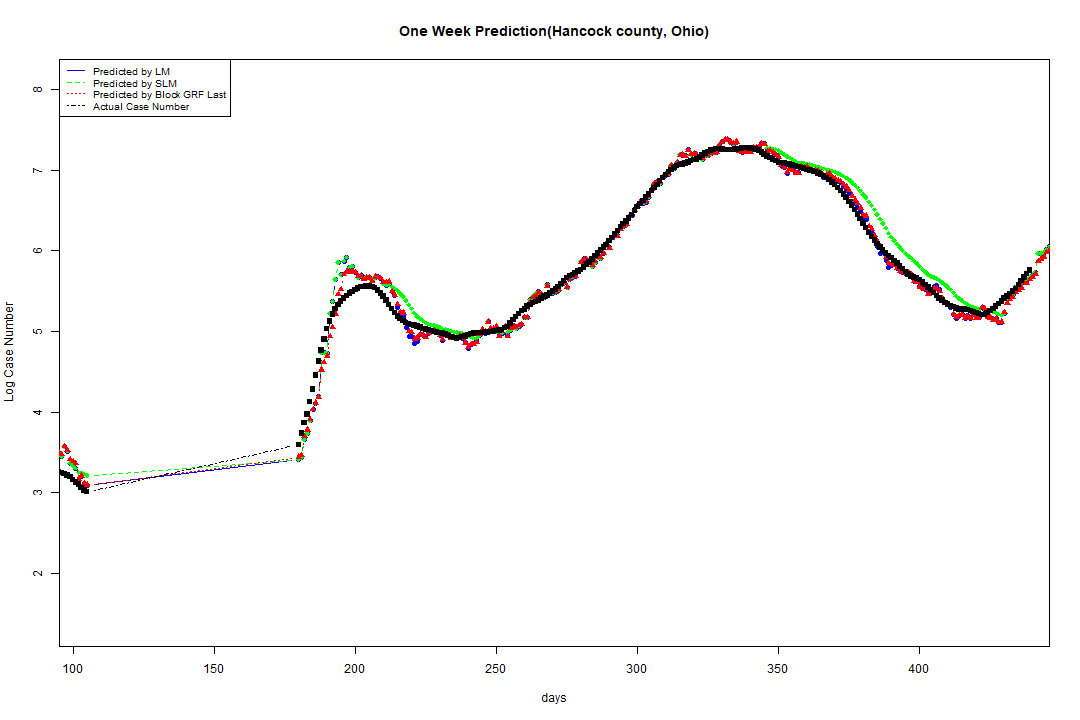 One Week Prediction(Hancock county, Ohio)
Predicted by LM
Predicted by SLM
Predicted by Block GRF Last
Actual Case Number
8
7
6
5
4
3
2
Log Case Number
100 150 200 250 300 350 400
days